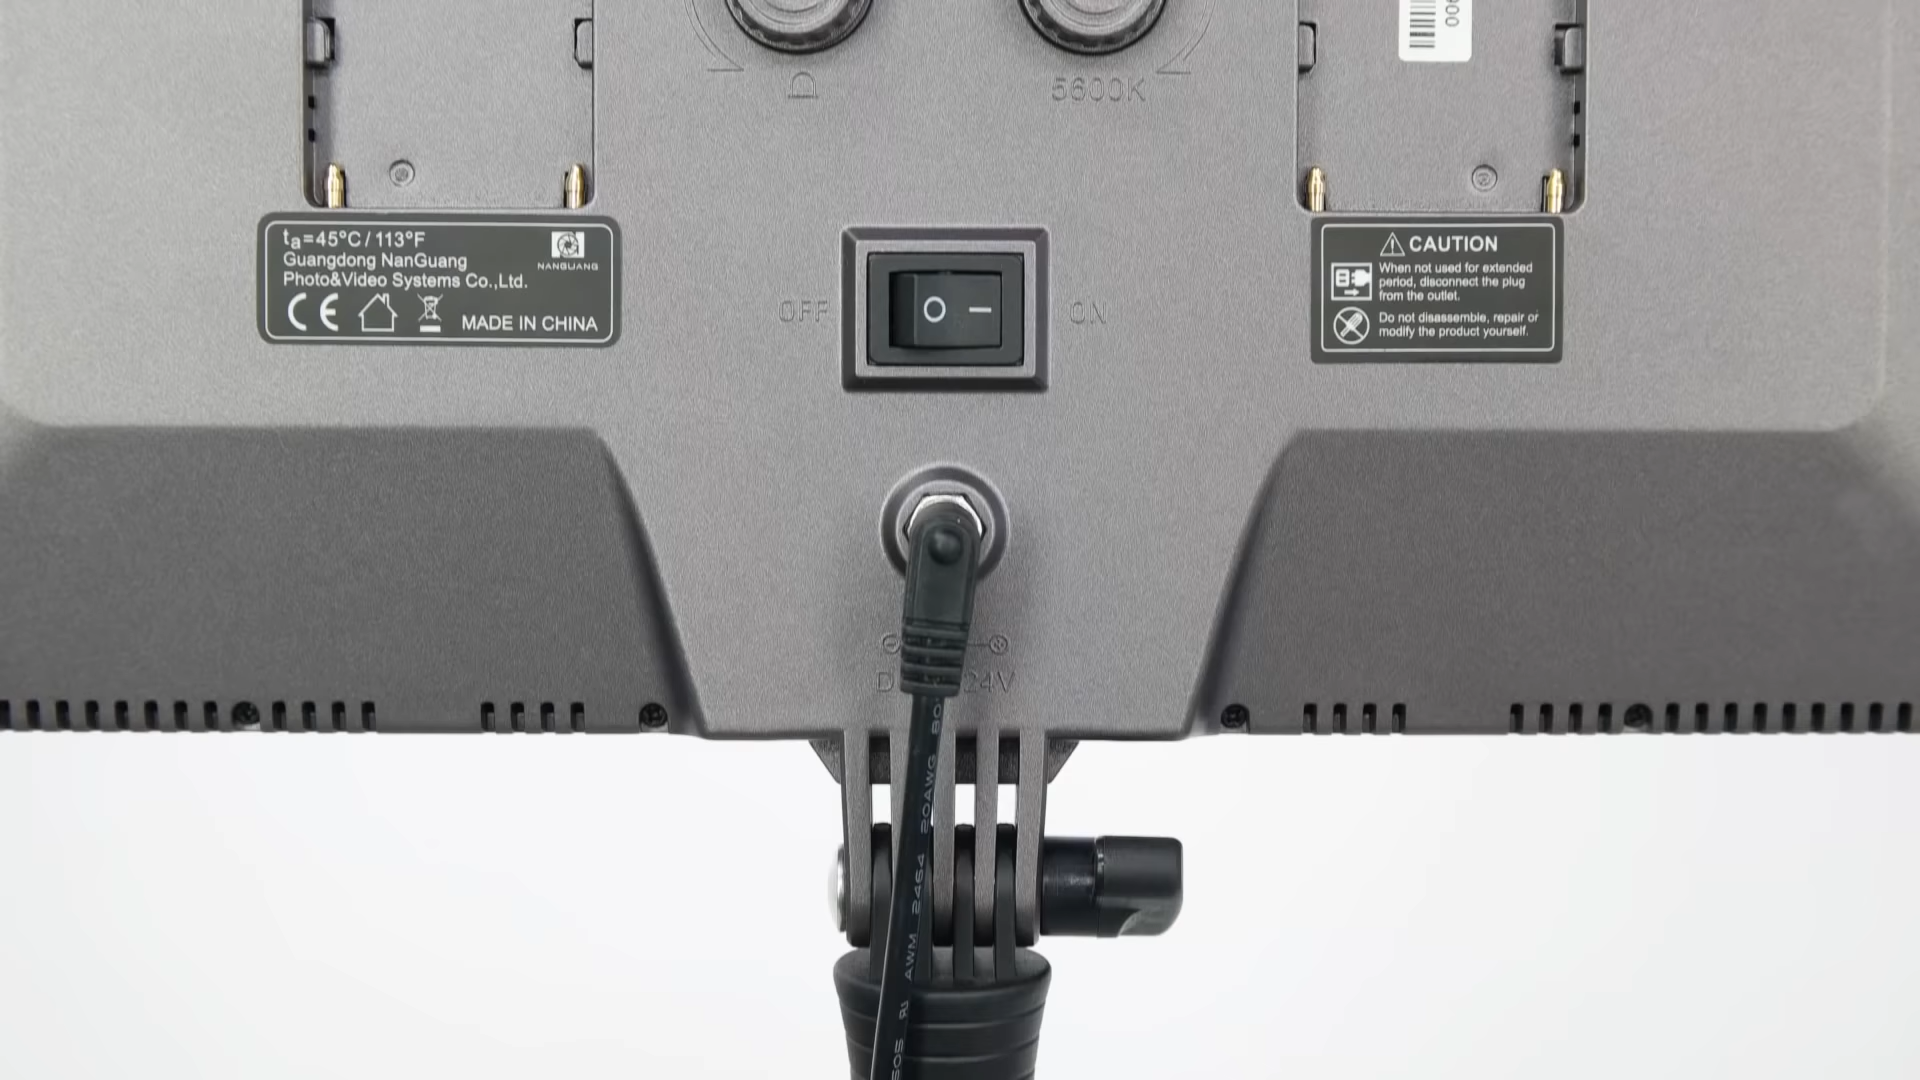 5600K
ta=45°C / 113°F
Guangdong NanGuang
Photo&Video Systems Co.,Ltd.
NANGUANG
CE
MADE IN CHINA
OFF
O
ON
CAUTION
When not used for extended
period, disconnect the plug
from the outlet.
Do not disassemble, repair or
modify the product yourself.
24V
AWM 2464 20AWG